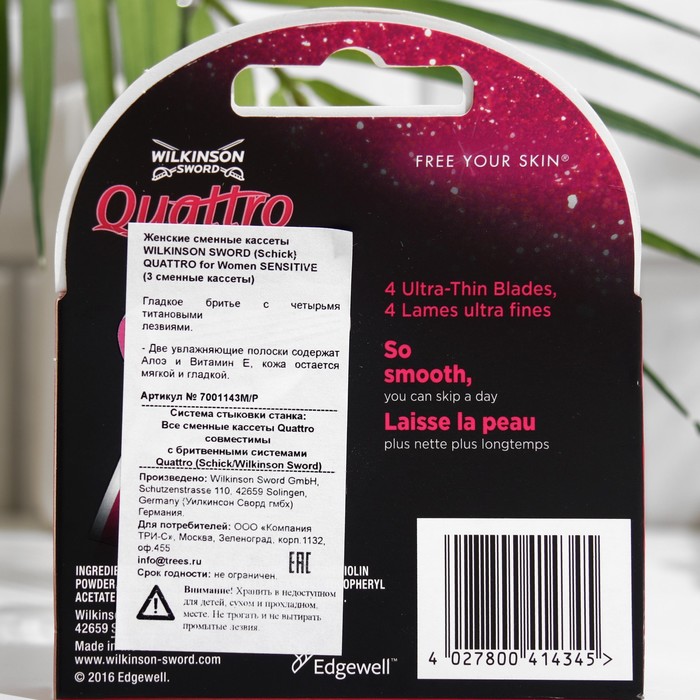 WILKINSON
SWORD
FREE YOUR SKIN®
Quattro
Женские сменные кассеты
WILKINSON SWORD (Schick)
QUATTRO for Women SENSITIVE
(3 сменные кассеты)
Гладкое бритье с четырьмя
титановыми
лезвиями.
- Две увлажняющие полоски содержат
Алоэ и Витамин Е, кожа остается
мягкой и гладкой.
Артикул № 7001143M/P
Система стыковки станка:
Все сменные кассеты Quattro
совместимы
с бритвенными системами
Quattro (Schick/Wilkinson Sword)
Произведено: Wilkinson Sword GmbH,
Schutzenstrasse 110, 42659 Solingen,
Germany (Уилкинсон Сворд гмбх)
Германия.
Для потребителей: ООО «Компания
ТРИ-С», Москва, Зеленоград, корп.1132,
оф.455
info@trees.ru
EAC
Срок годности: не ограничен.
Внимание! Хранить в недоступном
для детей, сухом и прохладном,
месте. Не трогать и не вытирать
промытые лезвия.
4 Ultra-Thin Blades,
4 Lames ultra fines
So
smooth,
you can skip a day
Laisse la peau
plus nette plus longtemps
POWDER
ACETATE
42659 S
Made in
www.wilkinson-sword.com
© 2016 Edgewell.
Edgewell™
4 027800 414345 >